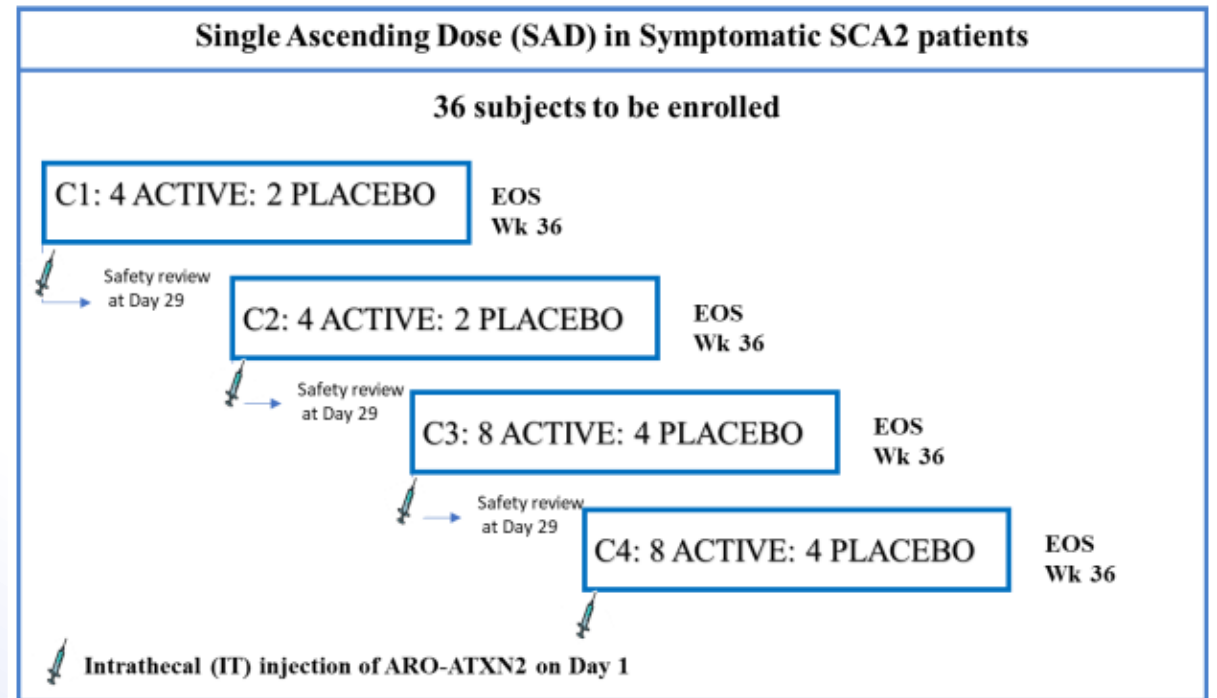 Single Ascending Dose (SAD) in Symptomatic SCA2 patients
36 subjects to be enrolled
C1: 4 ACTIVE: 2 PLACEBO
EOS
Wk 36
Safety review
at Day 29
C2: 4 ACTIVE: 2 PLACEBO
EOS
Wk 36
Safety review
at Day 29
C3: 8 ACTIVE: 4 PLACEBO
EOS
Wk 36
Safety review
at Day 29
C4: 8 ACTIVE: 4 PLACEBO
EOS
Wk 36
Intrathecal (IT) injection of ARO-ATXN2 on Day 1